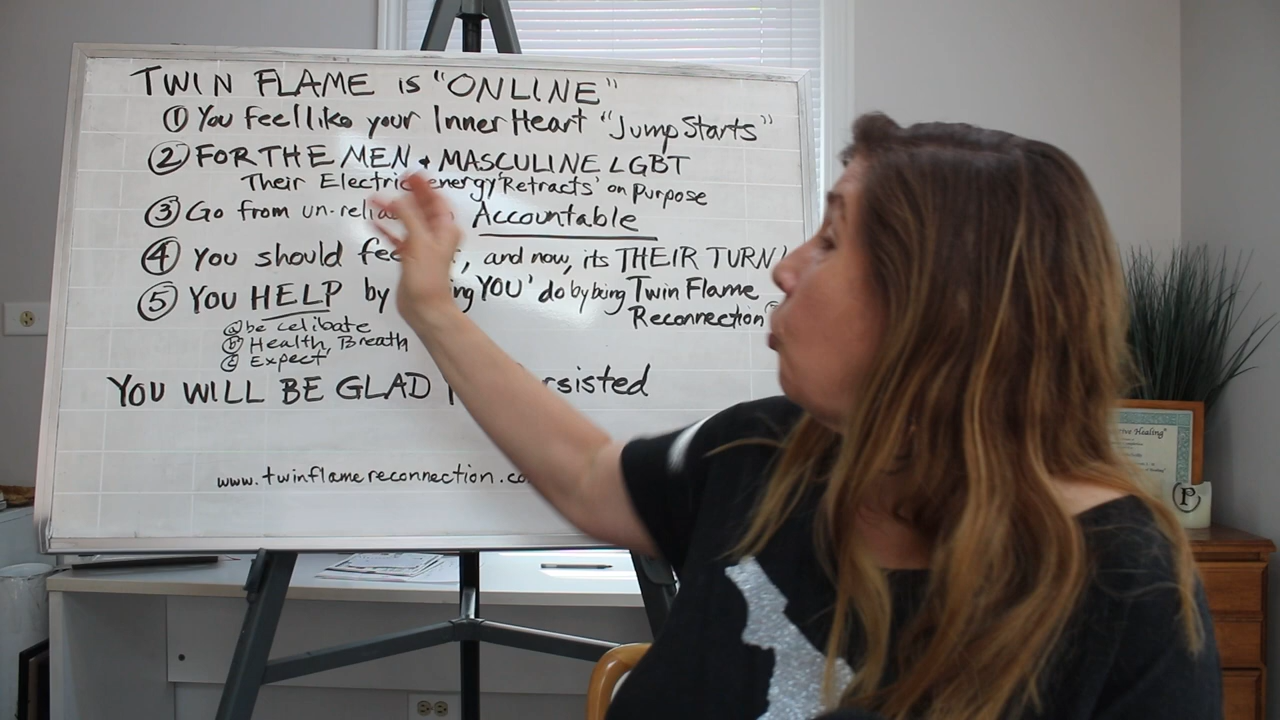 TWIN FLAME is "ONLINE"
① You feel like your Inner Heart "Jump Starts"
② FOR THE MEN + MASCULINE LGBT
Their Electric energy 'Retracts' on Purpose
③ Go from un-relia Accountable
④ You should fee , and now, its THEIR TURN!
⑤ YOU HELP by ing YOU' do by being Twin Flame
Reconnection
ⓐ be celibate
ⓑ Health, Breath
ⓒ Expect
YOU WILL BE GLAD rsisted
www.twinflamereconnection.co
ive Healing"
P